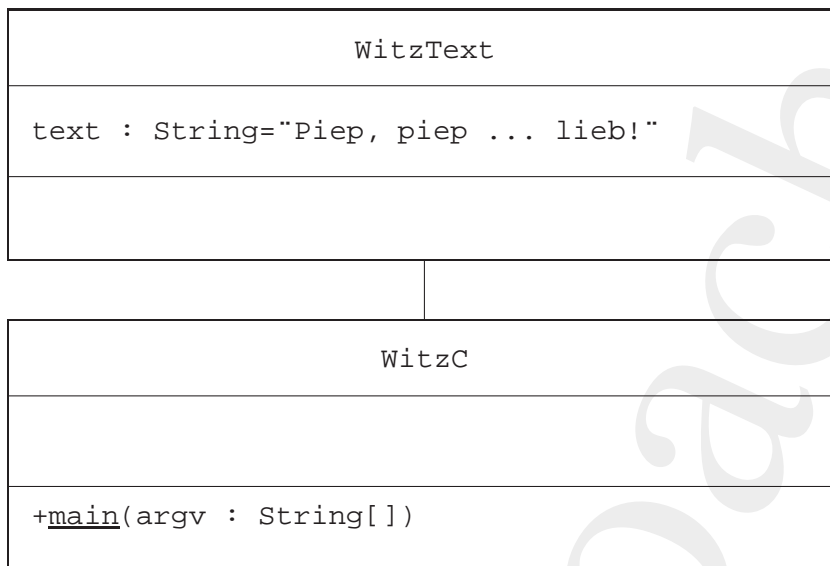 WitzText
text : String=¨Piep, piep ... lieb!¨
WitzC
+main(argv : String[])